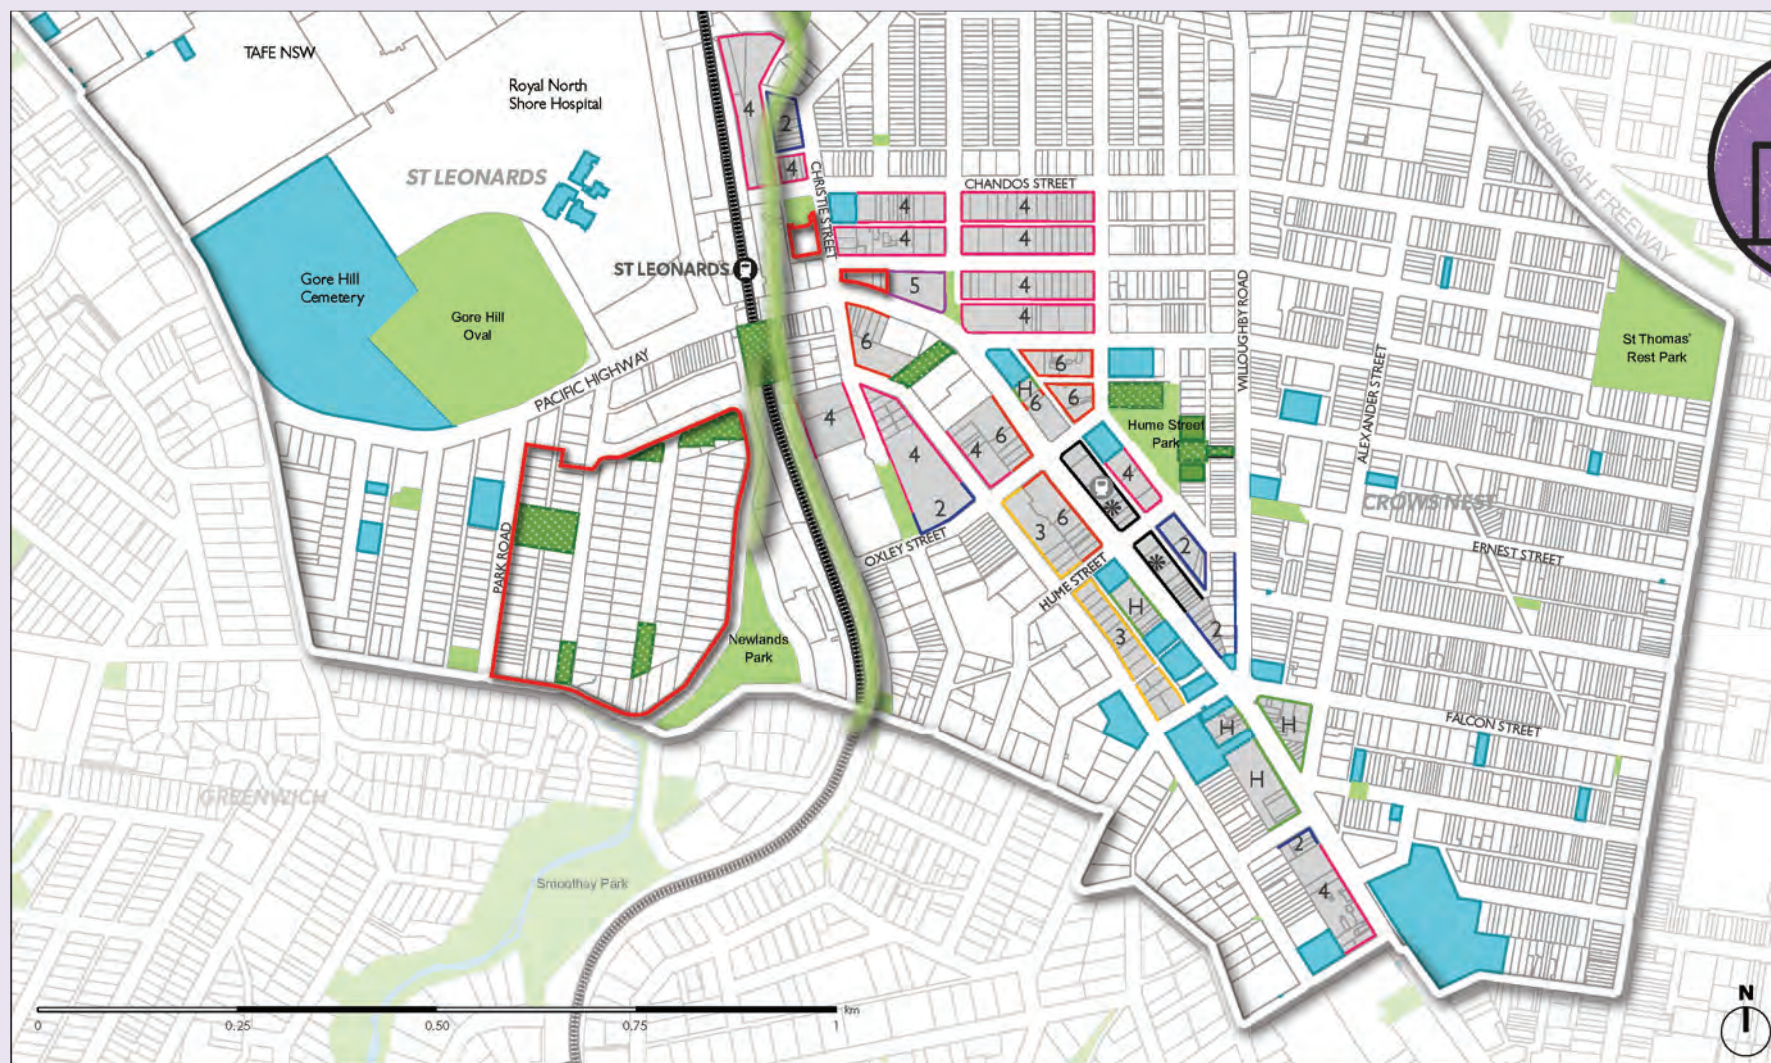 TAFE NSW
Royal North
Shore Hospital
ST LEONARDS
WARRINGAH FREEWAY
4
2
4
CHRISTIE STREET
CHANDOS STREET
4
4
4
4
ST LEONARDS
Gore Hill
Cemetery
Gore Hill
Oval
5
4
4
WILLOUGHBY ROAD
St Thomas'
Rest Park
PACIFIC HIGHWAY
6
6
H
6
6
ALEXANDER STREET
4
Hume Street
Park
4
4
6
4
CROWS NEST
2
3
6
2
OXLEY STREET
ERNEST STREET
PARK ROAD
HUME STREET
H
3
2
Newlands
Park
H
H
FALCON STREET
H
GREENWICH
2
4
Smoothey Park
0
0.25
0.50
0.75
1
km
N